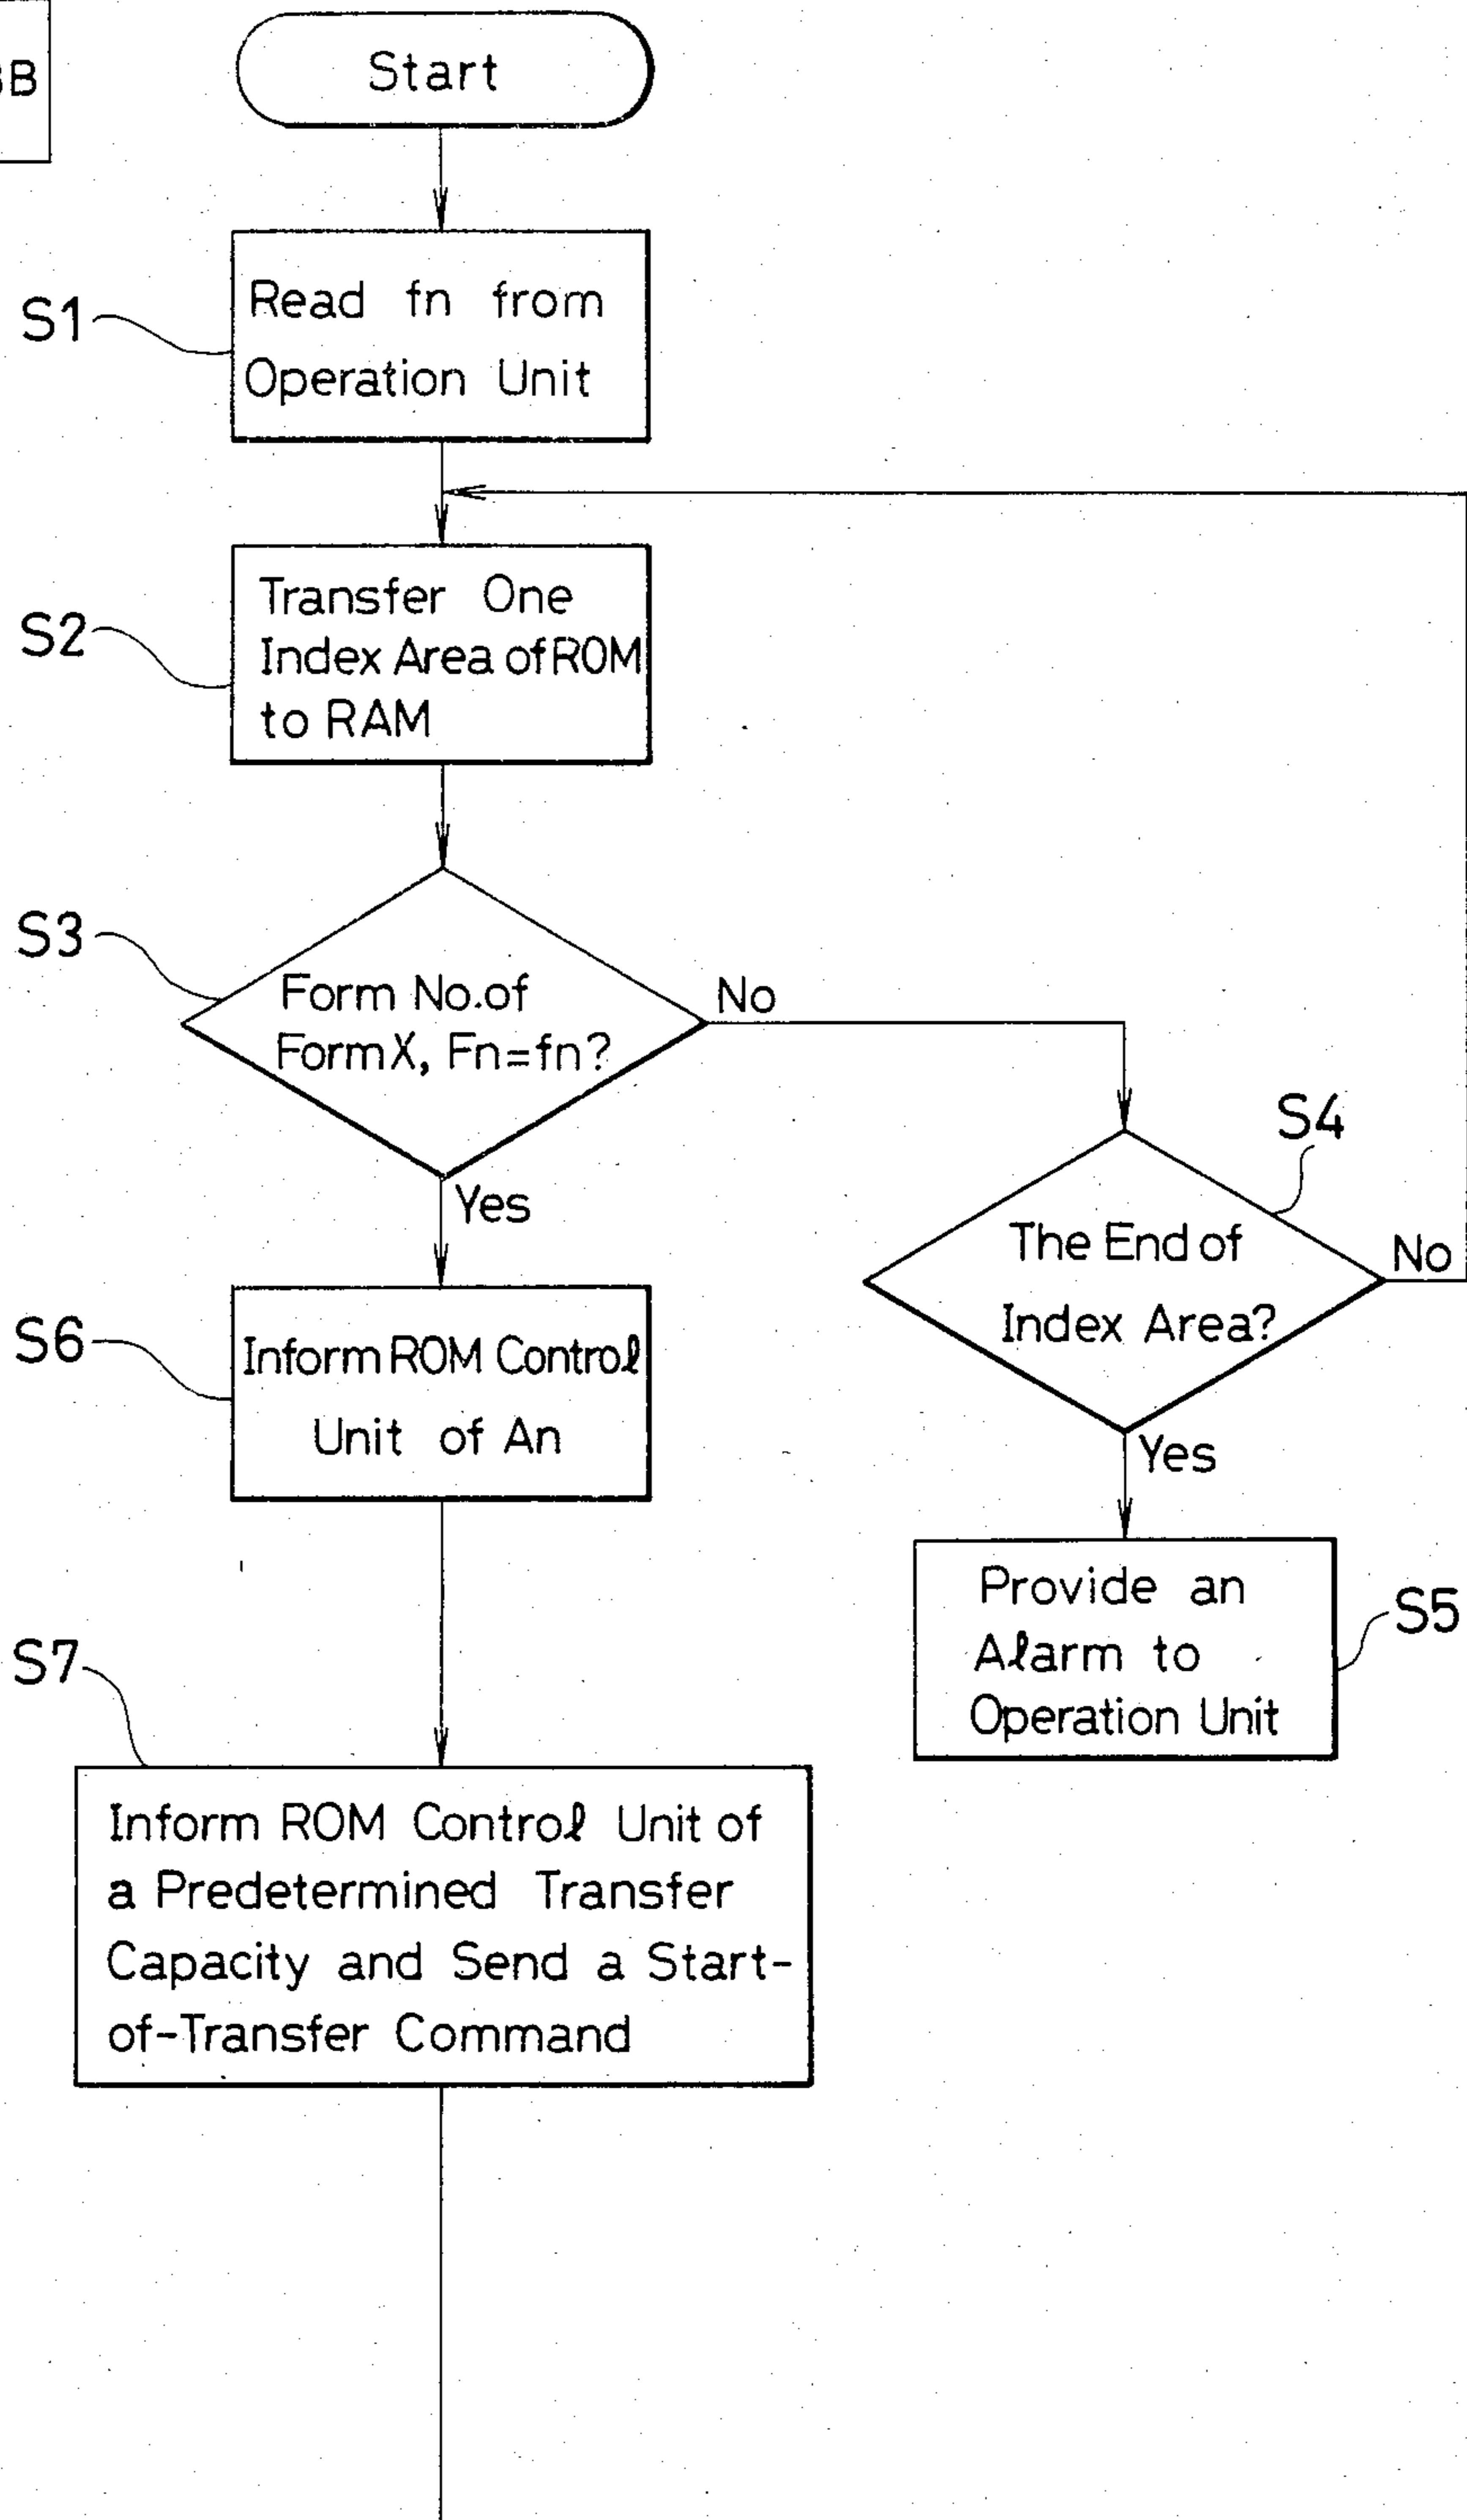 Start
S1
Read fn from
Operation Unit
S2
Transfer One
Index Area of ROM
to RAM
S3
Form No. of
Form X, Fn=fn?
No
Yes
S4
The End of
Index Area?
No
Yes
S6
Inform ROM Control
Unit of An
Provide an
Alarm to
Operation Unit
S5
S7
Inform ROM Control Unit of
a Predetermined Transfer
Capacity and Send a Start-
of-Transfer Command